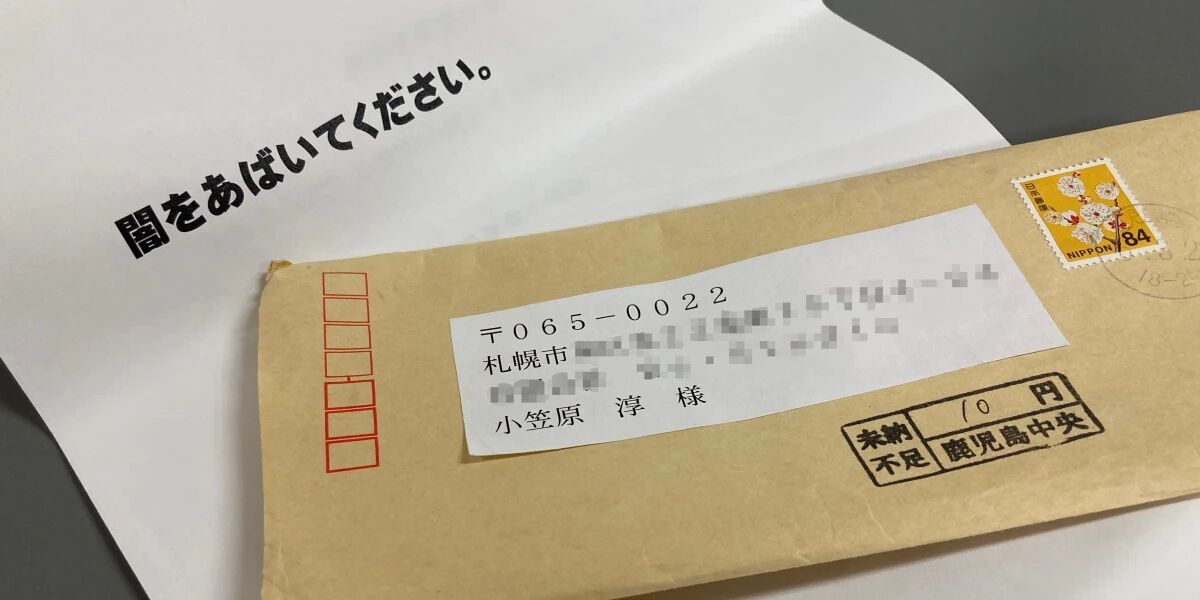 闇をあばいてください。
日本郵便
NIPPON 84
〒065-0022
札幌市
小笠原 淳 様
未納
不足
10 円
鹿児島中央